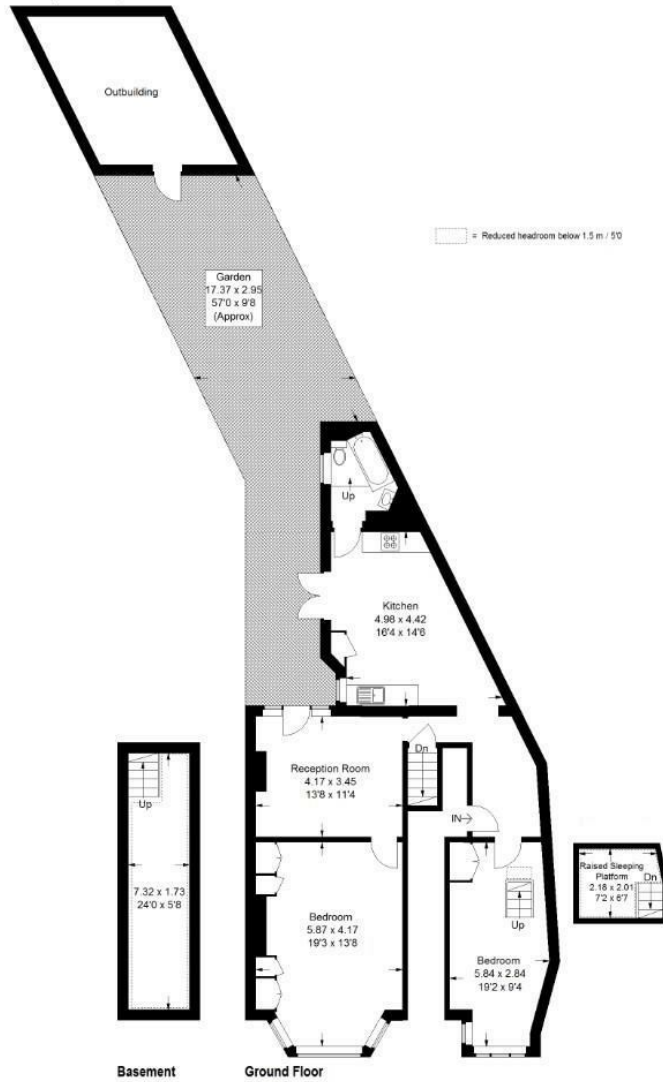 Outbuilding
= Reduced headroom below 1.5 m / 5'0
Garden
17.37 x 2.95
57'0 x 9'8
(Approx)
Up
Kitchen
4.98 x 4.42
16'4 x 14'6
Reception Room
4.17 x 3.45
13'8 x 11'4
Dn
IN
Up
7.32 x 1.73
24'0 x 5'8
Bedroom
5.87 x 4.17
19'3 x 13'8
Up
Bedroom
5.84 x 2.84
19'2 x 9'4
Raised Sleeping
Platform
2.18 x 2.01
7'2 x 6'7
Dn
Basement
Ground Floor